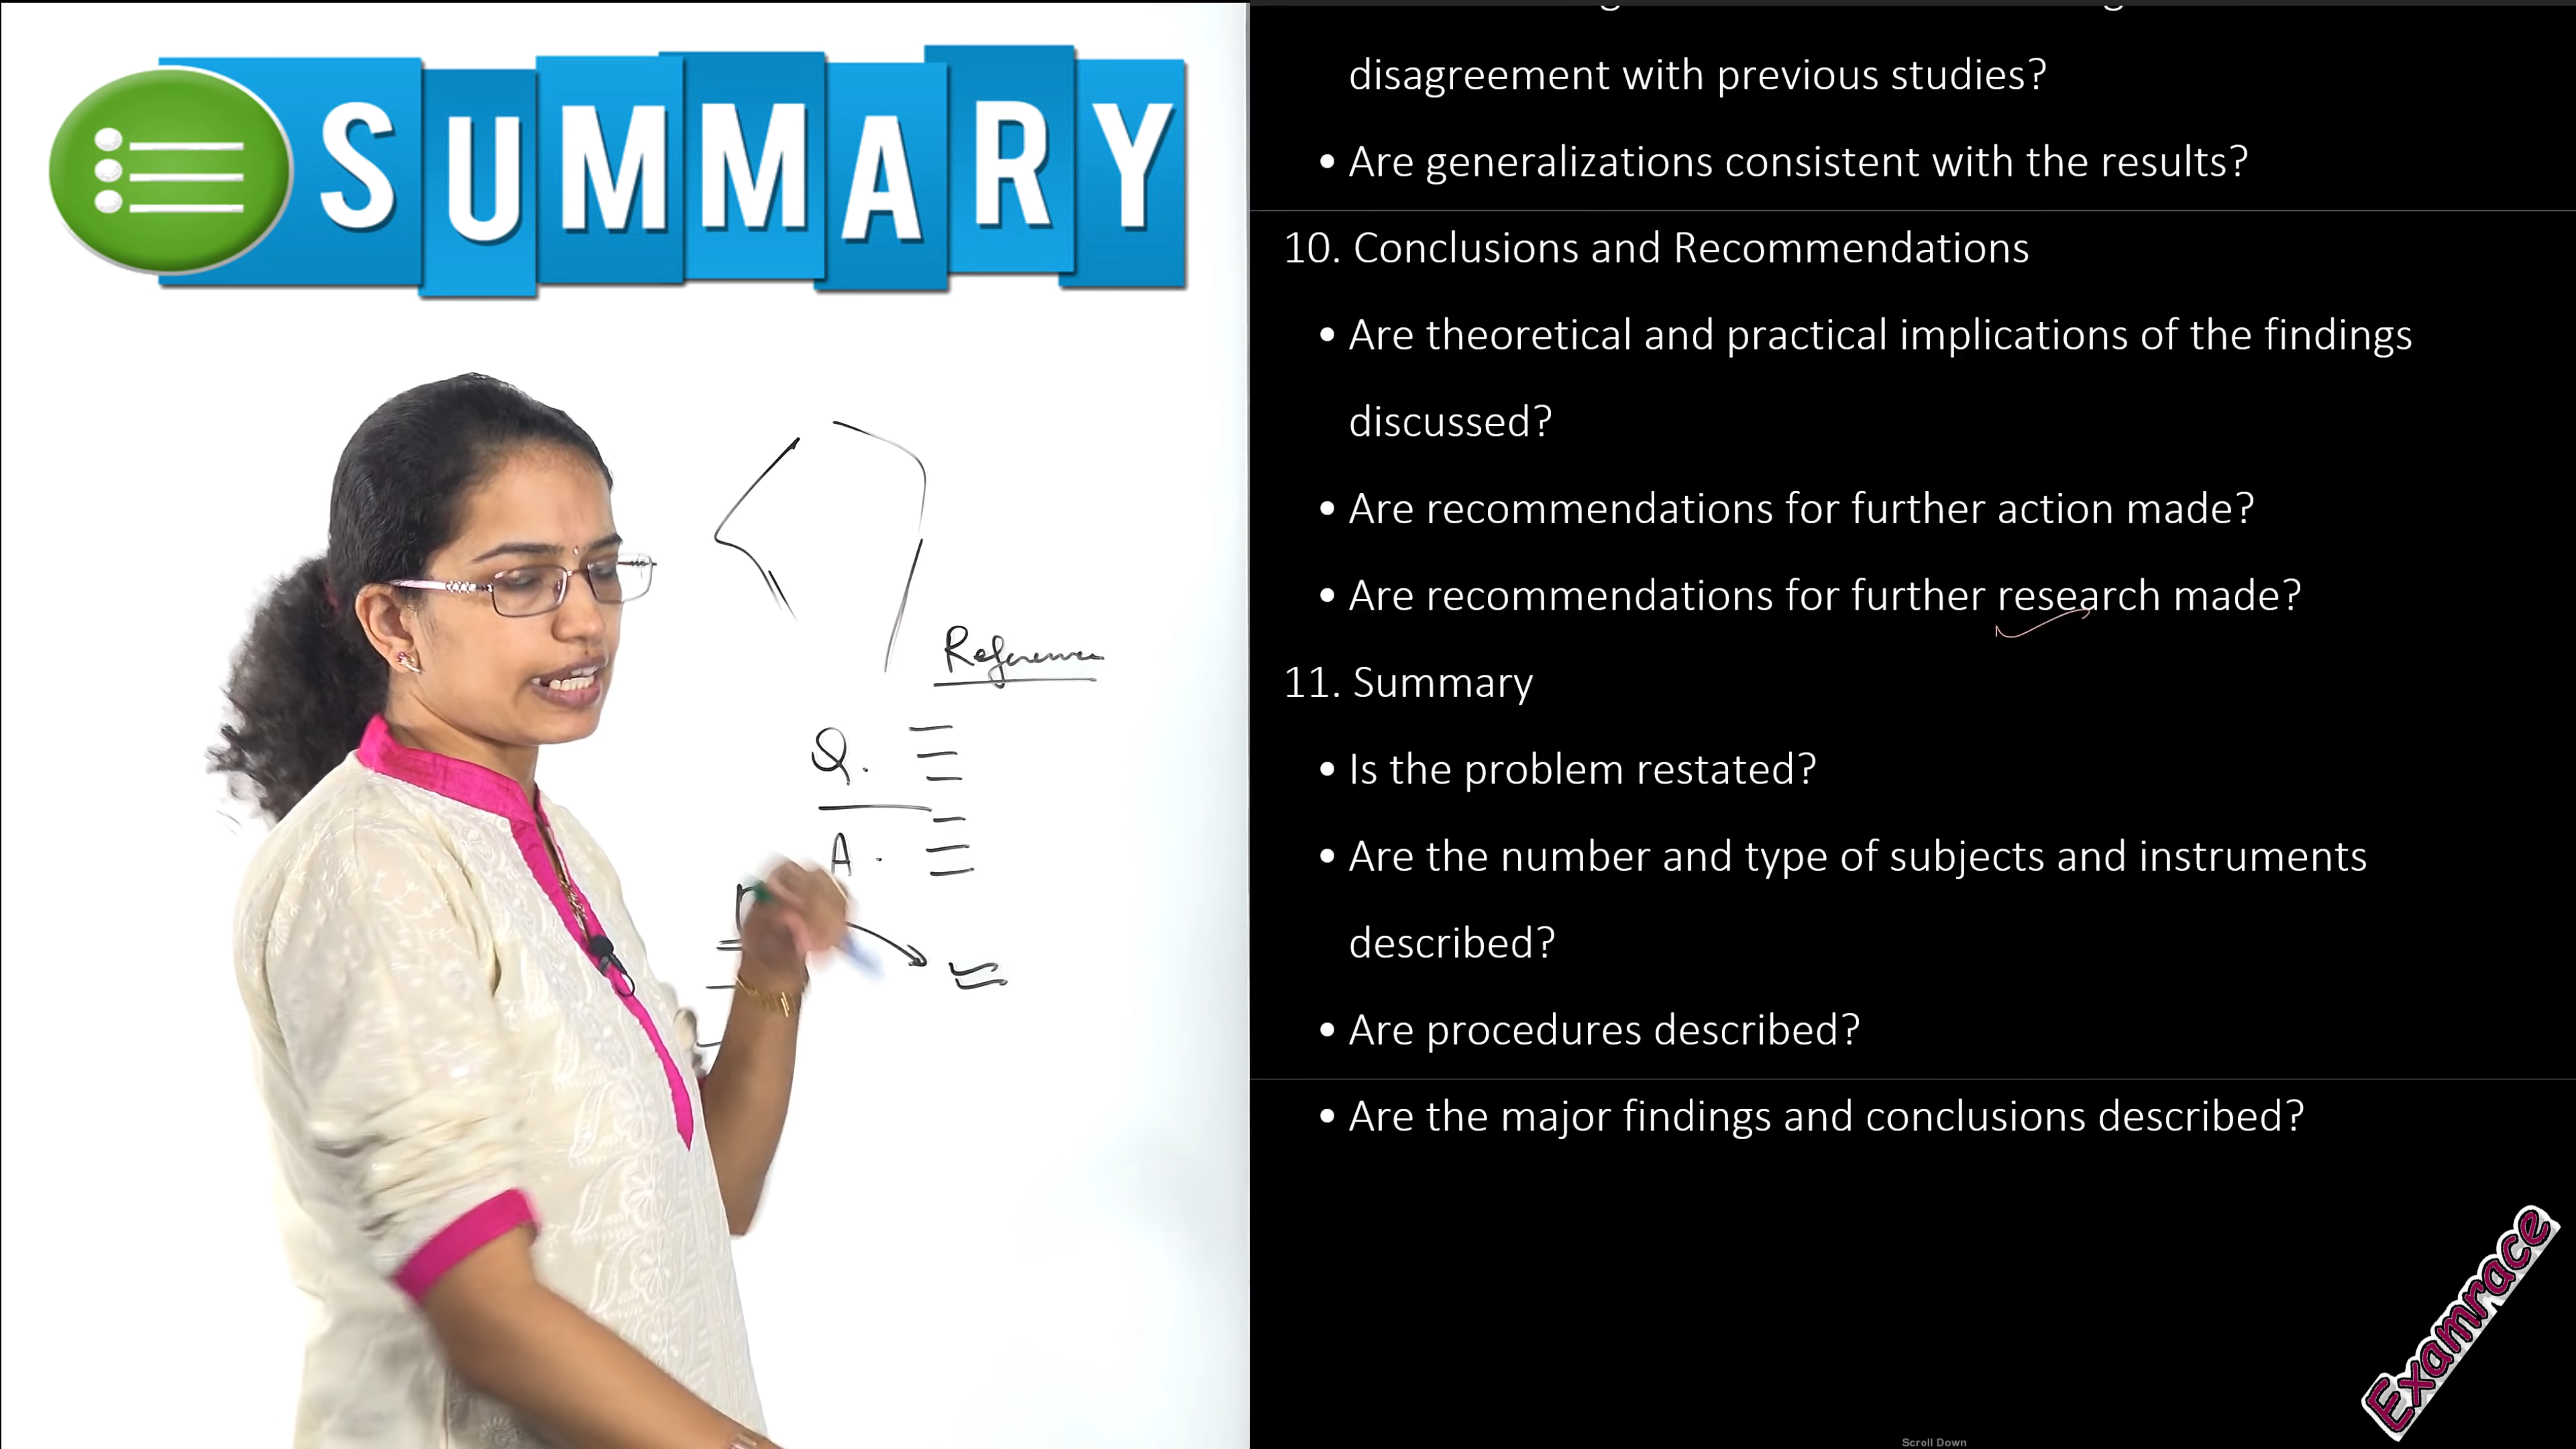 SUMMARY
Reference
Q.
A.
disagreement with previous studies?
• Are generalizations consistent with the results?
10. Conclusions and Recommendations
• Are theoretical and practical implications of the findings
discussed?
• Are recommendations for further action made?
• Are recommendations for further research made?
11. Summary
• Is the problem restated?
• Are the number and type of subjects and instruments
described?
• Are procedures described?
• Are the major findings and conclusions described?
Examrace
Scroll Down